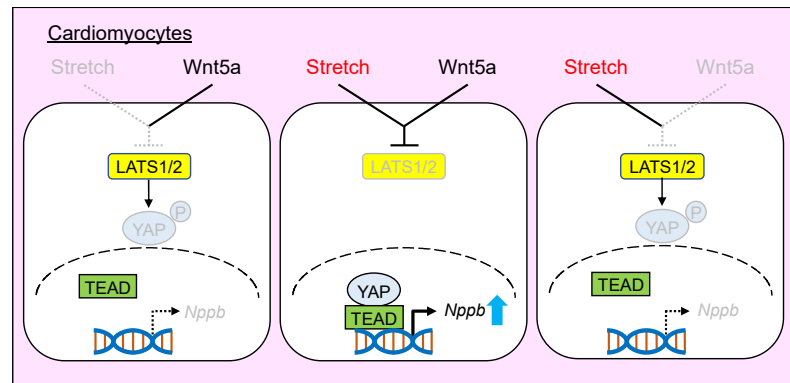 Cardiomyocytes
Stretch Wnt5a
LATS1/2
P
YAP
TEAD
Nppb
Stretch Wnt5a
LATS1/2
YAP
TEAD
Nppb
Stretch Wnt5a
LATS1/2
P
YAP
TEAD
Nppb